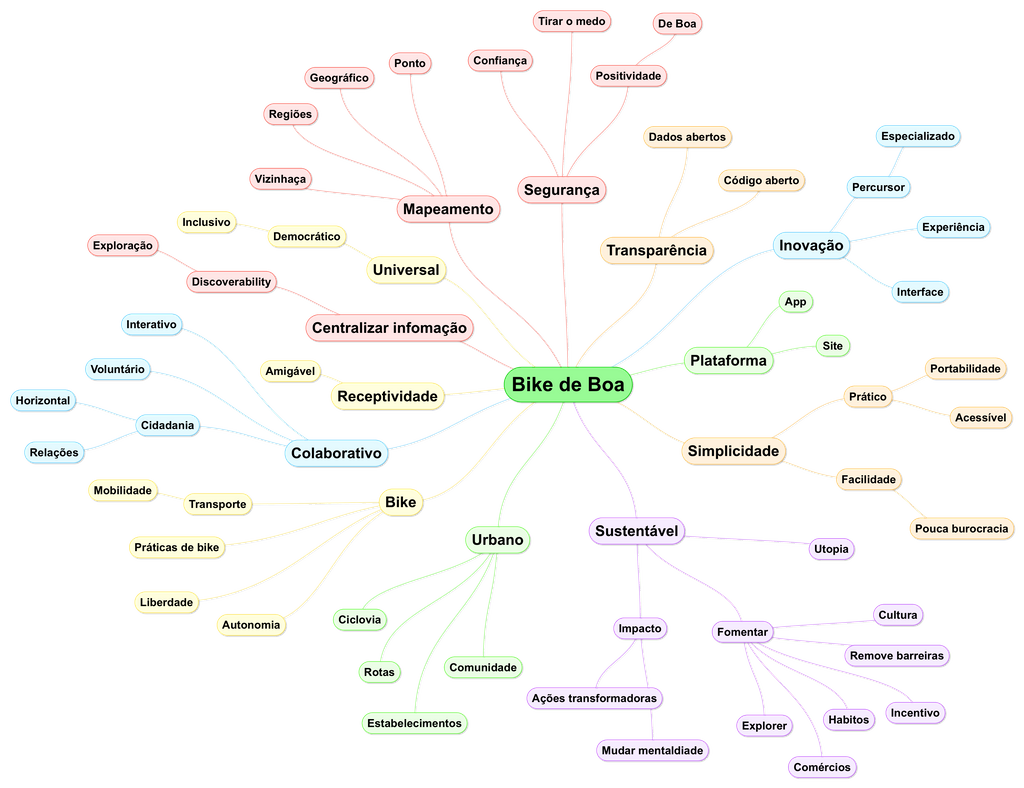 Bike de Boa
Mapeamento
Ponto
Geográfico
Regiões
Vizinhaça
Segurança
Confiança
Tirar o medo
Positividade
De Boa
Transparência
Dados abertos
Código aberto
Inovação
Percursor
Especializado
Experiência
Interface
Plataforma
App
Site
Simplicidade
Prático
Portabilidade
Acessível
Facilidade
Pouca burocracia
Sustentável
Utopia
Fomentar
Cultura
Remove barreiras
Incentivo
Habitos
Comércios
Explorer
Impacto
Ações transformadoras
Mudar mentaldiade
Urbano
Ciclovia
Rotas
Estabelecimentos
Comunidade
Bike
Transporte
Mobilidade
Práticas de bike
Liberdade
Autonomia
Colaborativo
Interativo
Voluntário
Cidadania
Horizontal
Relações
Receptividade
Amigável
Centralizar infomação
Discoverability
Exploração
Universal
Democrático
Inclusivo